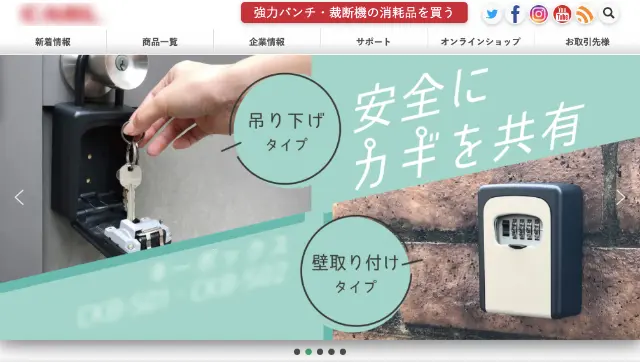 強力パンチ・裁断機の消耗品を買う
新着情報
商品一覧
企業情報
サポート
オンラインショップ
お取引先様
吊り下げ
タイプ
安全に
カギを共有
壁取り付け
タイプ